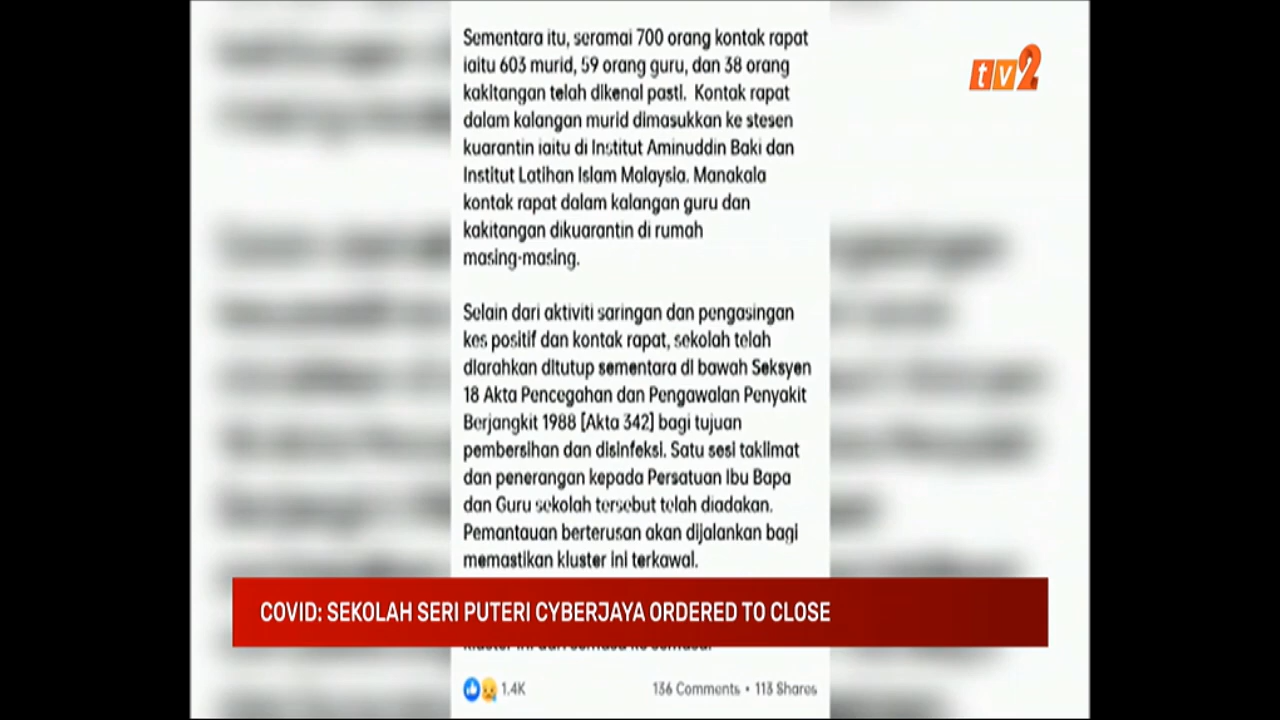 Sementara itu, seramai 700 orang kontak rapat
iaitu 603 murid, 59 orang guru, dan 38 orang
kakitangan telah dikenal pasti. Kontak rapat
dalam kalangan murid dimasukkan ke stesen
kuarantin iaitu di Institut Aminuddin Baki dan
Institut Latihan Islam Malaysia. Manakala
kontak rapat dalam kalangan guru dan
kakitangan dikuarantin di rumah
masing-masing.
Selain dari aktiviti saringan dan pengasingan
kes positif dan kontak rapat, sekolah telah
diarahkan ditutup sementara di bawah Seksyen
18 Akta Pencegahan dan Pengawalan Penyakit
Berjangkit 1988 [Akta 342] bagi tujuan
pembersihan dan disinfeksi. Satu sesi taklimat
dan penerangan kepada Persatuan Ibu Bapa
dan Guru sekolah tersebut telah diadakan.
Pemantauan berterusan akan dijalankan bagi
memastikan kluster ini terkawal.
COVID: SEKOLAH SERI PUTERI CYBERJAYA ORDERED TO CLOSE
1.4K
136 Comments • 113 Shares
tv2